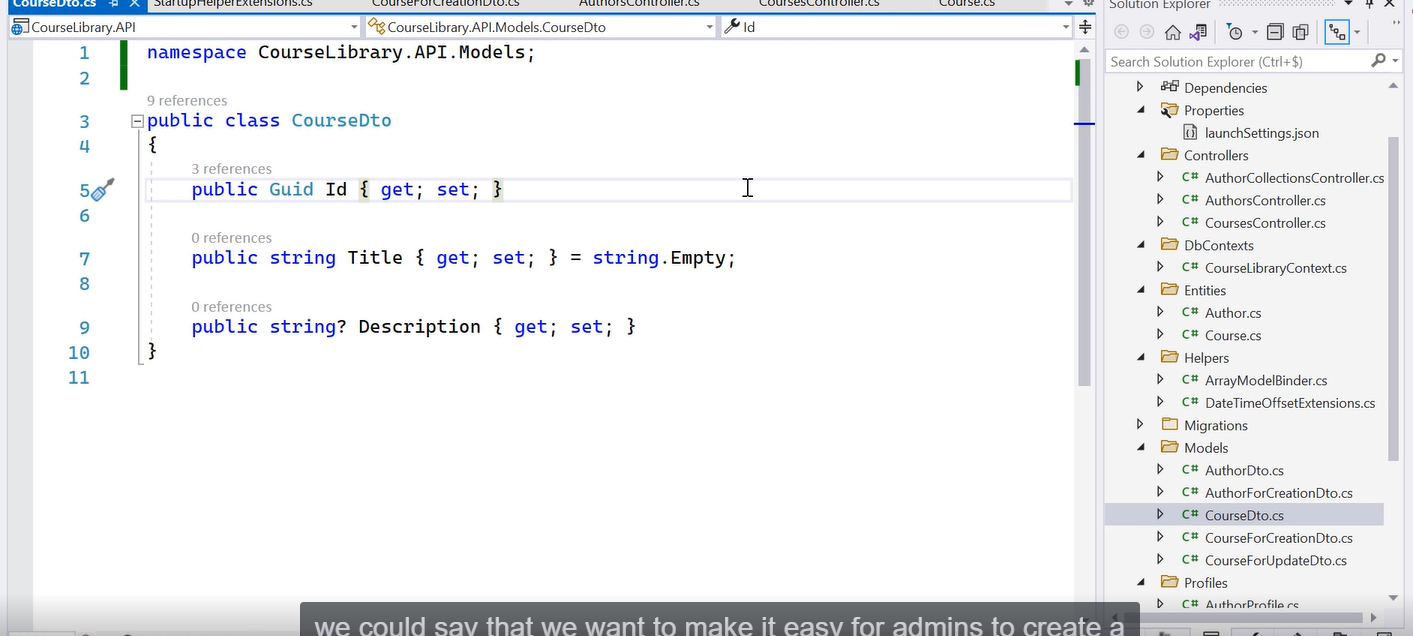 CourseDto.cs
StartupHelperExtensions.cs
CourseForCreationDto.cs
AuthorsController.cs
CoursesController.cs
Course.cs
CourseLibrary.API
CourseLibrary.API.Models.CourseDto
Id
1 namespace CourseLibrary.API.Models;
2
9 references
3 public class CourseDto
4 {
3 references
5 public Guid Id { get; set; }
6
0 references
7 public string Title { get; set; } = string.Empty;
8
0 references
9 public string? Description { get; set; }
10 }
11
we could say that we want to make it easy for admins to create a
Solution Explorer
Search Solution Explorer (Ctrl+$)
Dependencies
Properties
launchSettings.json
Controllers
C# AuthorCollectionsController.cs
C# AuthorsController.cs
C# CoursesController.cs
DbContexts
C# CourseLibraryContext.cs
Entities
C# Author.cs
C# Course.cs
Helpers
C# ArrayModelBinder.cs
C# DateTimeOffsetExtensions.cs
Migrations
Models
C# AuthorDto.cs
C# AuthorForCreationDto.cs
C# CourseDto.cs
C# CourseForCreationDto.cs
C# CourseForUpdateDto.cs
Profiles
C# AuthorProfile.cs